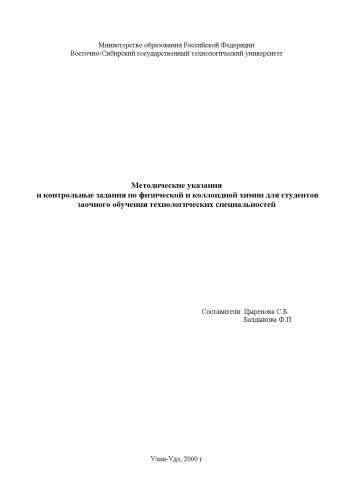 Министерство образования Российской Федерации
Восточно-Сибирский государственный технологический университет
Методические указания
и контрольные задания по физической и коллоидной химии для студентов
заочного обучения технологических специальностей
Составители: Цыренова С.Б.
Балдынова Ф.П.
Улан-Удэ, 2000 г